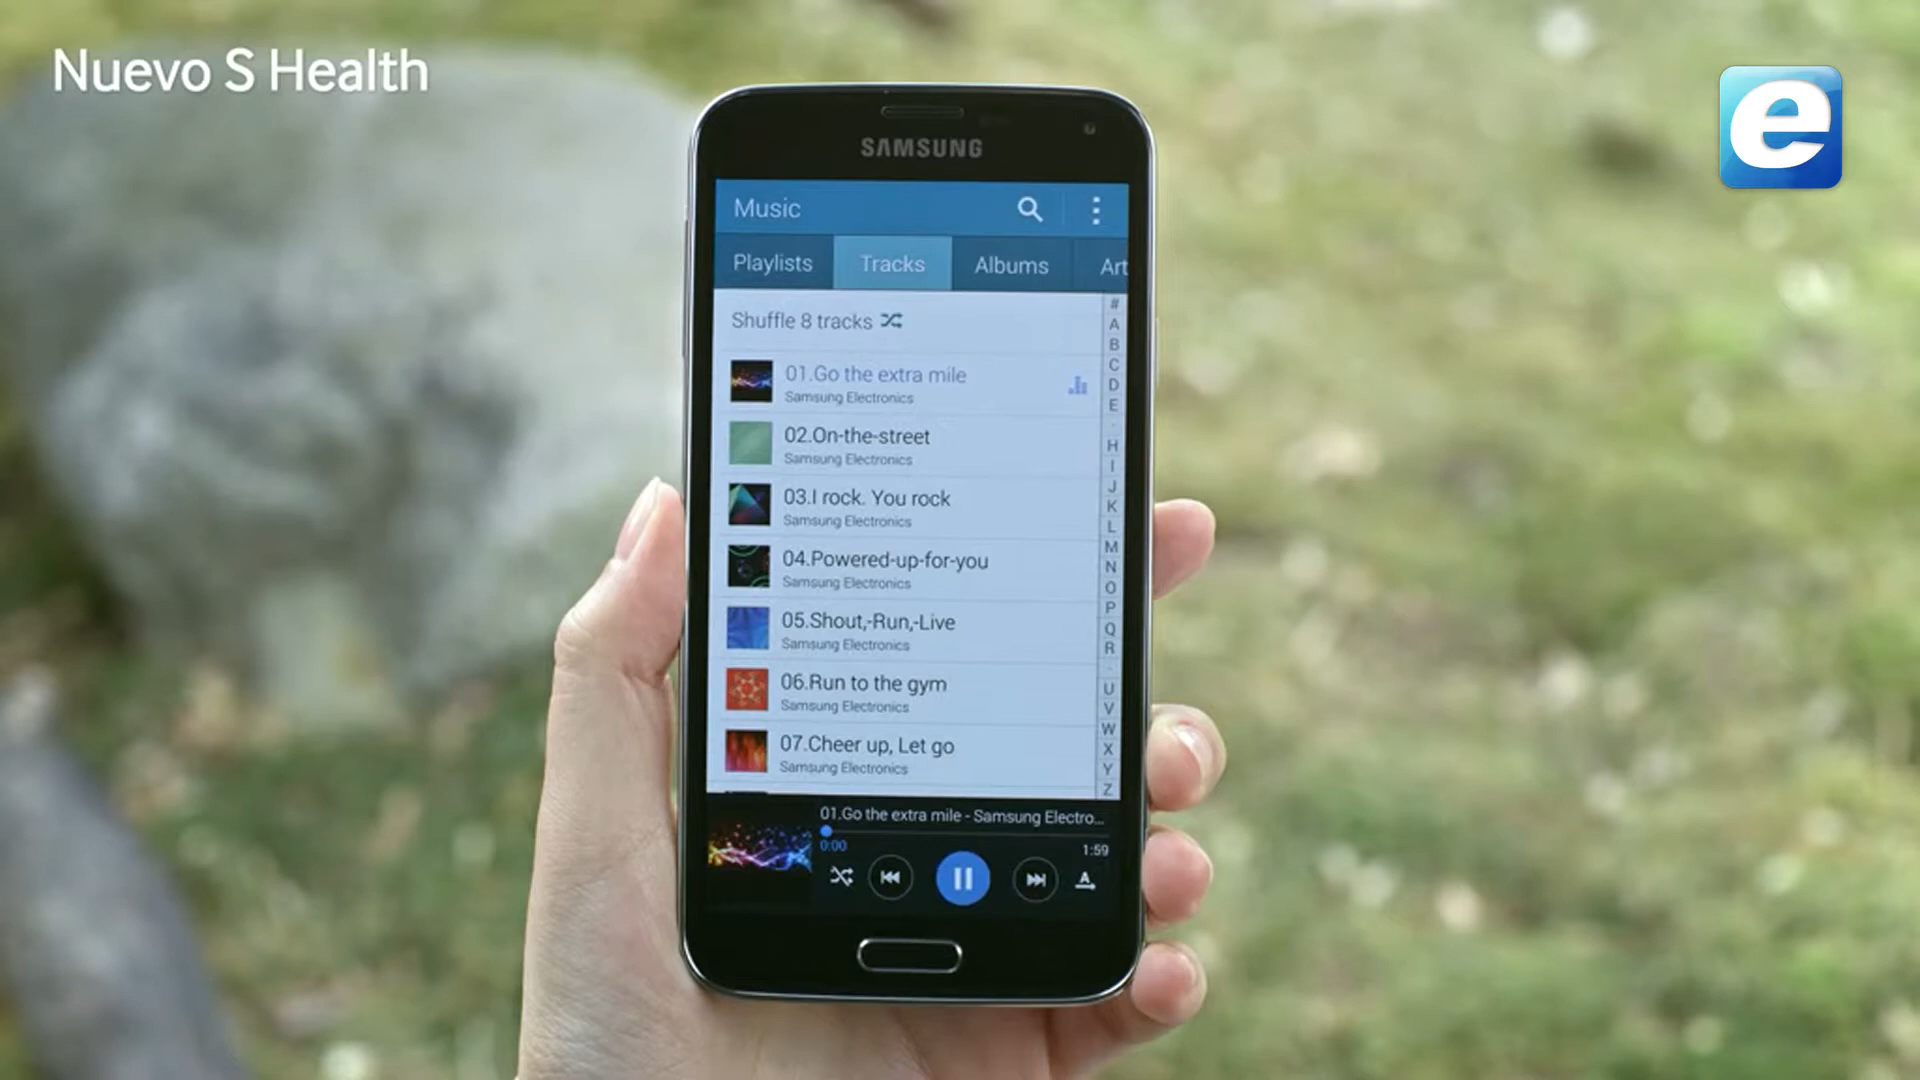 Nuevo S Health
e
SAMSUNG
Music
Playlists
Tracks
Albums
Art
Shuffle 8 tracks
01.Go the extra mile
Samsung Electronics
02.On-the-street
Samsung Electronics
03.I rock. You rock
Samsung Electronics
04.Powered-up-for-you
Samsung Electronics
05.Shout,-Run,-Live
Samsung Electronics
06.Run to the gym
Samsung Electronics
07.Cheer up, Let go
Samsung Electronics
#
A
B
C
D
E
H
I
J
K
L
M
N
O
P
Q
R
U
V
W
X
Y
Z
01.Go the extra mile - Samsung Electro...
0:00
1:59
A